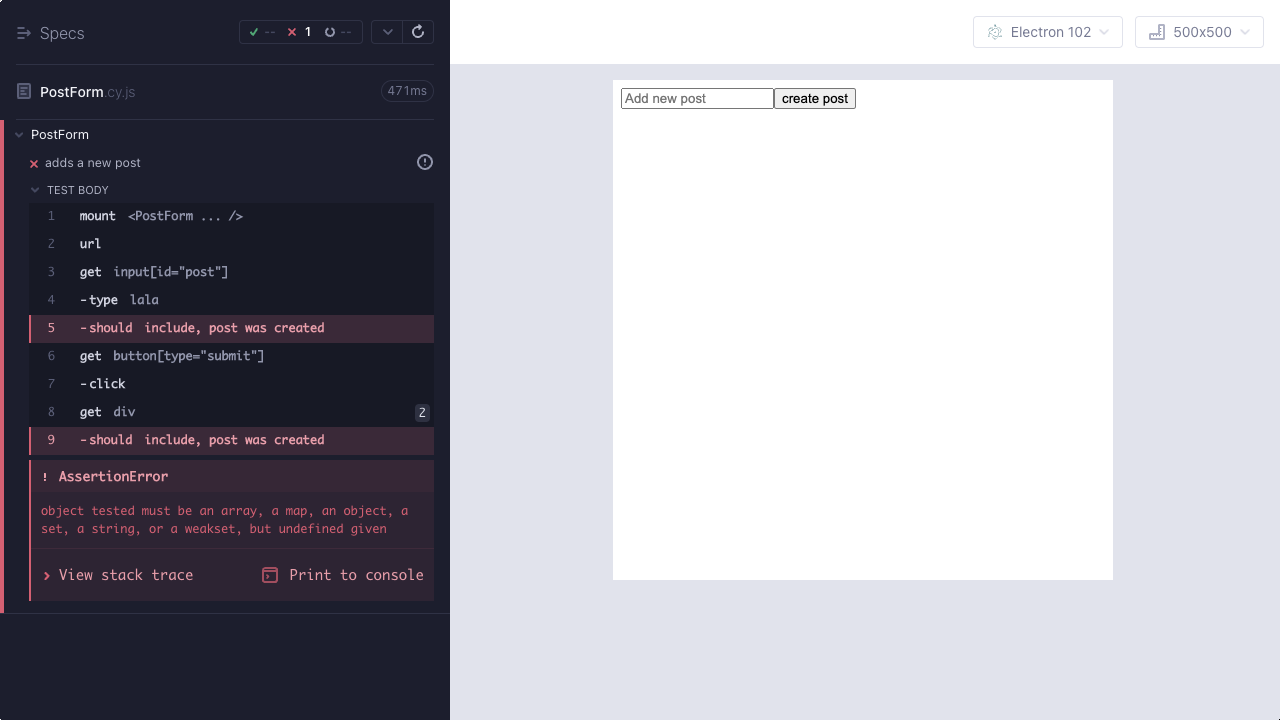 Specs
-- 1 --
PostForm.cy.js 471ms
PostForm
adds a new post
TEST BODY
1 mount <PostForm ... />
2 url
3 get input[id="post"]
4 -type lala
5 -should include, post was created
6 get button[type="submit"]
7 -click
8 get div 2
9 -should include, post was created
! AssertionError
object tested must be an array, a map, an object, a
set, a string, or a weakset, but undefined given
View stack trace Print to console
Electron 102 500x500
Add new post create post